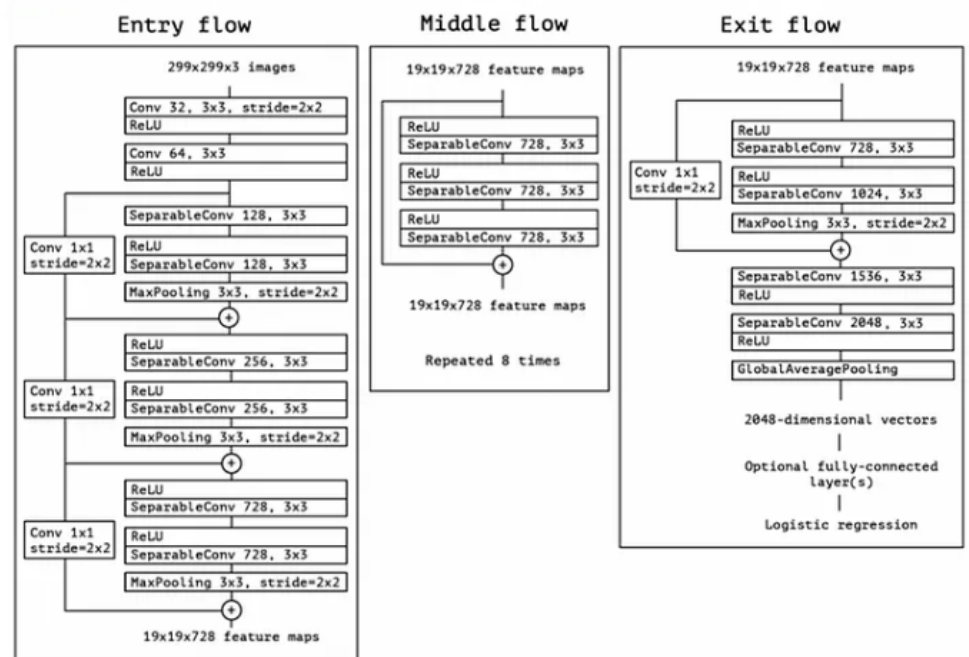 Entry flow
299x299x3 images
Conv 32, 3x3, stride=2x2
ReLU
Conv 64, 3x3
ReLU
Conv 1x1
stride=2x2
SeparableConv 128, 3x3
ReLU
SeparableConv 128, 3x3
MaxPooling 3x3, stride=2x2
+
Conv 1x1
stride=2x2
ReLU
SeparableConv 256, 3x3
ReLU
SeparableConv 256, 3x3
MaxPooling 3x3, stride=2x2
+
Conv 1x1
stride=2x2
ReLU
SeparableConv 728, 3x3
ReLU
SeparableConv 728, 3x3
MaxPooling 3x3, stride=2x2
+
19x19x728 feature maps
Middle flow
19x19x728 feature maps
ReLU
SeparableConv 728, 3x3
ReLU
SeparableConv 728, 3x3
ReLU
SeparableConv 728, 3x3
+
19x19x728 feature maps
Repeated 8 times
Exit flow
19x19x728 feature maps
Conv 1x1
stride=2x2
ReLU
SeparableConv 728, 3x3
ReLU
SeparableConv 1024, 3x3
MaxPooling 3x3, stride=2x2
+
SeparableConv 1536, 3x3
ReLU
SeparableConv 2048, 3x3
ReLU
GlobalAveragePooling
2048-dimensional vectors
Optional fully-connected
layer(s)
Logistic regression